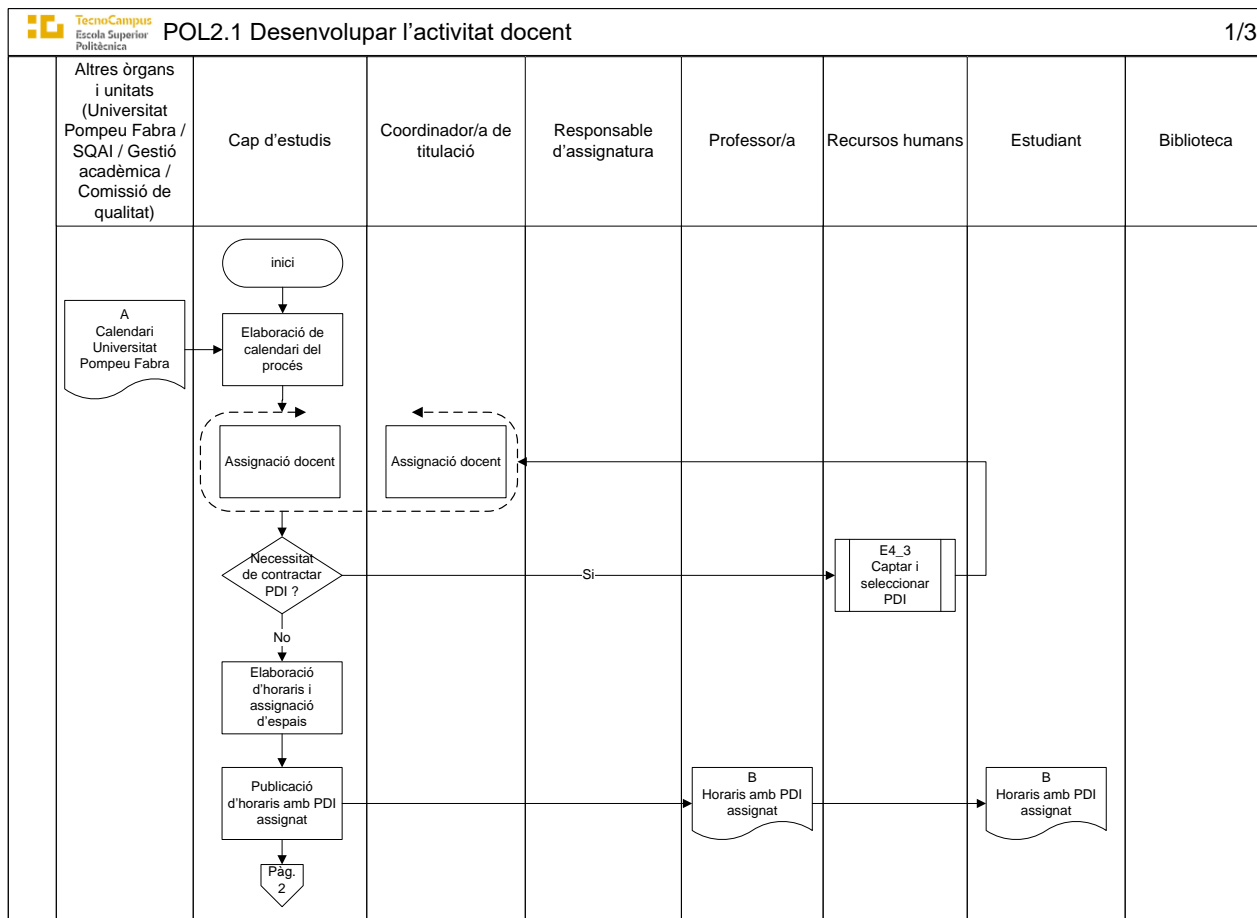 TecnoCampus
Escola Superior
Politècnica
POL2.1 Desenvolupar l'activitat docent
1/3
Altres òrgans
i unitats
(Universitat
Pompeu Fabra /
SQAI / Gestió
acadèmica /
Comissió de
qualitat)
Cap d'estudis
Coordinador/a de
titulació
Responsable
d'assignatura
Professor/a
Recursos humans
Estudiant
Biblioteca
inici
A
Calendari
Universitat
Pompeu Fabra
Elaboració de
calendari del
procés
Assignació docent
Assignació docent
Necessitat
de contractar
PDI ?
Si
E4_3
Captar i
seleccionar
PDI
No
Elaboració
d'horaris i
assignació
d'espais
Publicació
d'horaris amb PDI
assignat
B
Horaris amb PDI
assignat
B
Horaris amb PDI
assignat
Pàg.
2